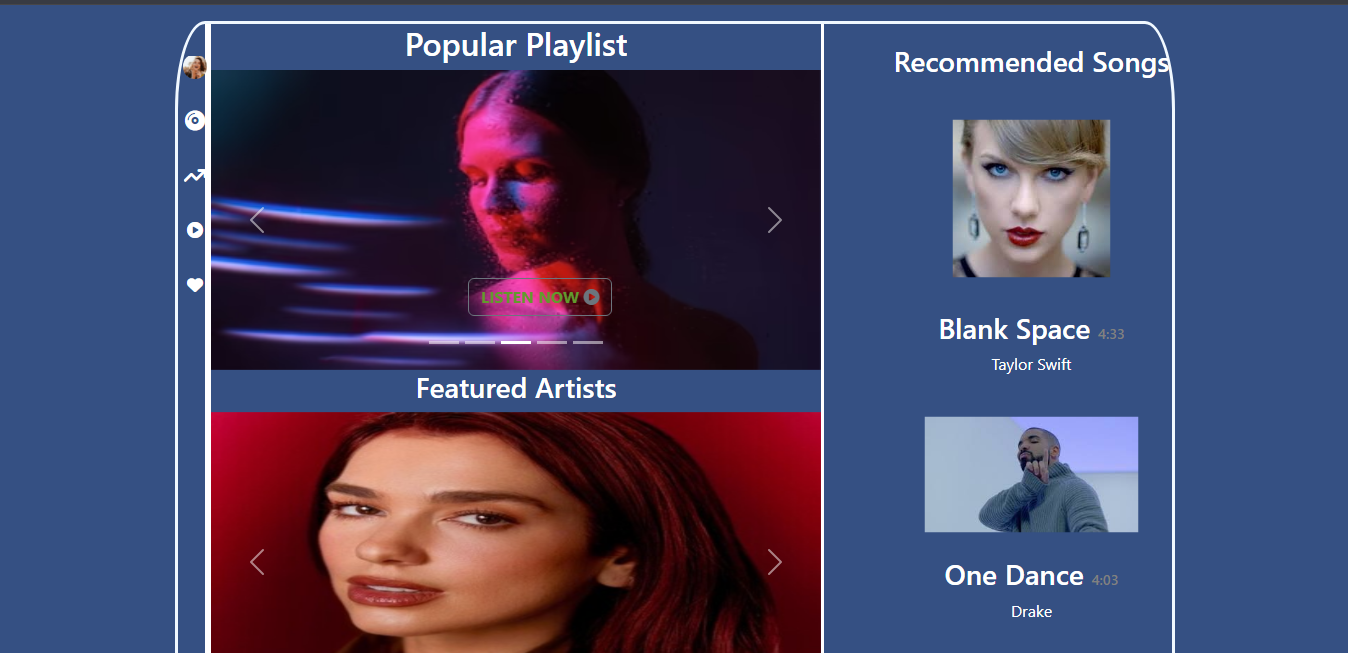 Popular Playlist
LISTEN NOW
Featured Artists
Recommended Songs
Blank Space 4:33
Taylor Swift
One Dance 4:03
Drake